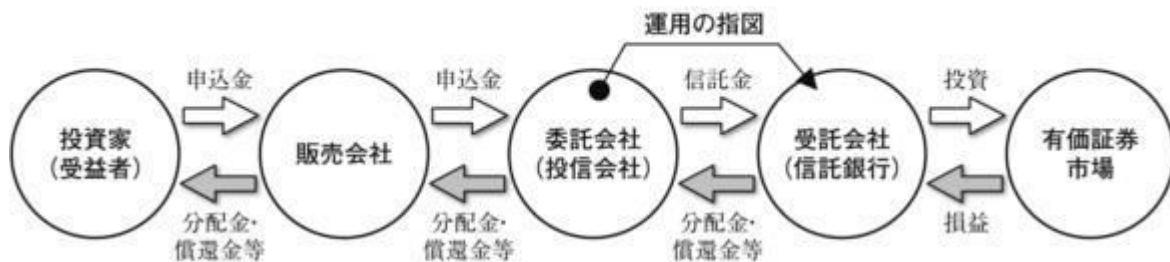 運用の指図
申込金
申込金
信託金
投資
投資家
(受益者)
販売会社
委託会社
(投信会社)
受託会社
(信託銀行)
有価証券
市場
分配金・
償還金等
分配金・
償還金等
分配金・
償還金等
損益